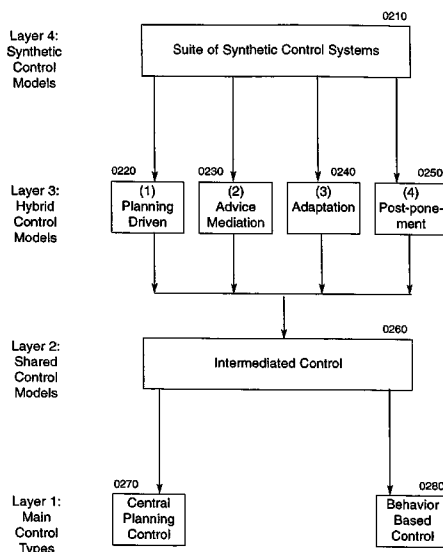 0210
Layer 4:
Synthetic
Control
Models
Suite of Synthetic Control Systems
0220
0230
0240
0250
Layer 3:
Hybrid
Control
Models
(1)
Planning
Driven
(2)
Advice
Mediation
(3)
Adaptation
(4)
Post-pone-
ment
0260
Layer 2:
Shared
Control
Models
Intermediated Control
0270
0280
Layer 1:
Main
Control
Types
Central
Planning
Control
Behavior
Based
Control